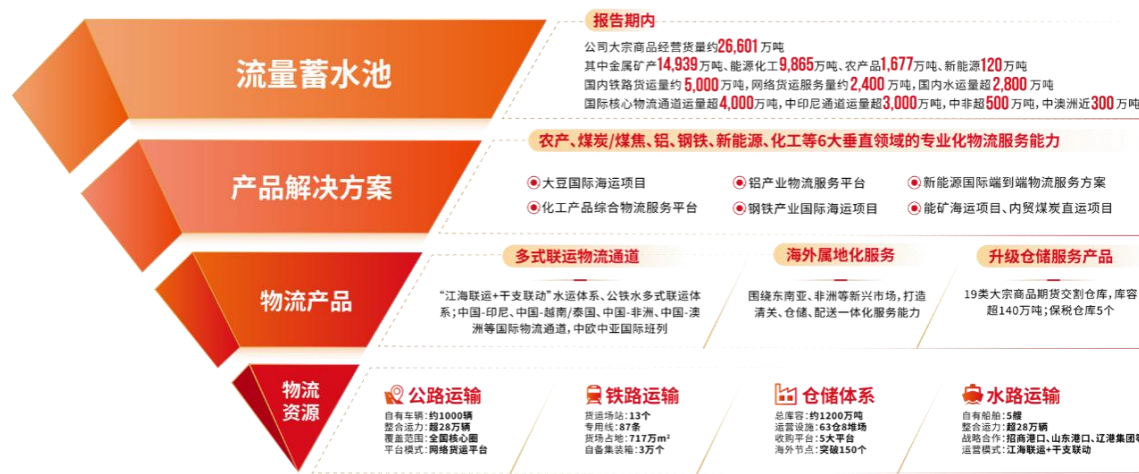 流量蓄水池
报告期内
公司大宗商品经营货量约26,601万吨
其中金属矿产14,939万吨、能源化工9,865万吨、农产品1,677万吨、新能源120万吨
国内铁路货运量约5,000万吨,网络货运服务量约2,400万吨,国内水运量超2,800万吨
国际核心物流通道运量超4,000万吨,中印尼通道运量超3,000万吨,中非超500万吨,中澳洲近300万吨
产品解决方案
农产、煤炭/煤焦、铝、钢铁、新能源、化工等6大垂直领域的专业化物流服务能力
大豆国际海运项目
铝产业物流服务平台
新能源国际端到端物流服务方案
化工产品综合物流服务平台
钢铁产业国际海运项目
能矿海运项目、内贸煤炭直运项目
物流产品
多式联运物流通道
“江海联运+干支联动”水运体系、公铁水多式联运体
系;中国-印尼、中国-越南/泰国、中国-非洲、中国-澳
洲等国际物流通道,中欧中亚国际班列
海外属地化服务
围绕东南亚、非洲等新兴市场,打造
清关、仓储、配送一体化服务能力
升级仓储服务产品
19类大宗商品期货交割仓库,库容
超140万吨;保税仓库5个
物流
资源
公路运输
自有车辆:约1000辆
整合运力:超28万辆
覆盖范围:全国核心圈
平台模式:网络货运平台
铁路运输
货运场站:13个
专用线:87条
货场占地:717万m²
自备集装箱:3万个
仓储体系
总库容:约1200万吨
运营设施:63仓8堆场
收购平台:5大平台
海外节点:突破150个
水路运输
自有船舶:5艘
整合运力:超28万辆
战略合作:招商港口、山东港口、辽港集团
运营模式:江海联运+干支联动